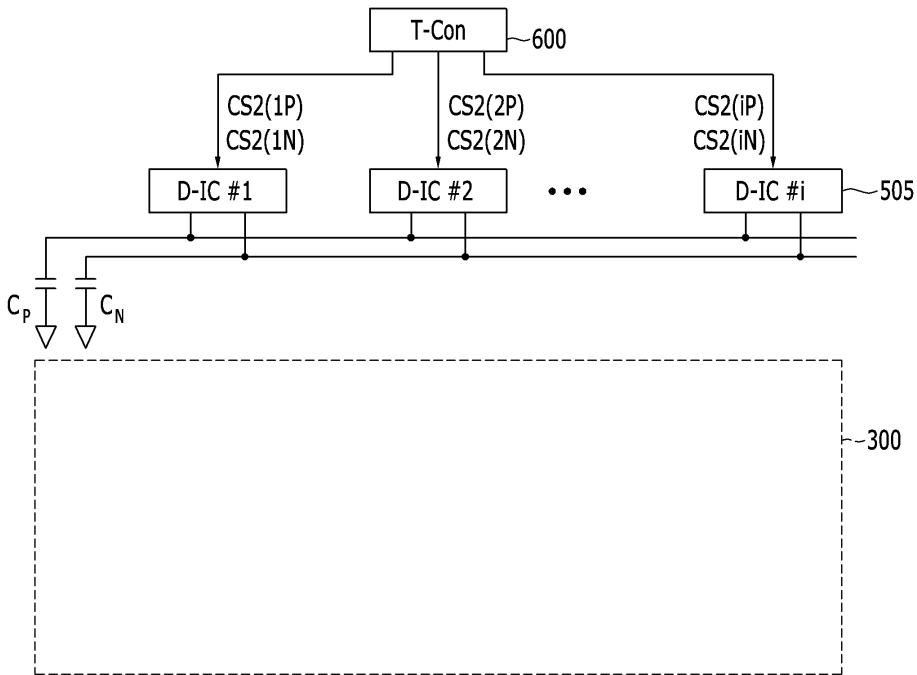 T-Con
600
CS2(1P)
CS2(1N)
CS2(2P)
CS2(2N)
CS2(iP)
CS2(iN)
D-IC #1
D-IC #2
D-IC #i
505
CP
CN
300